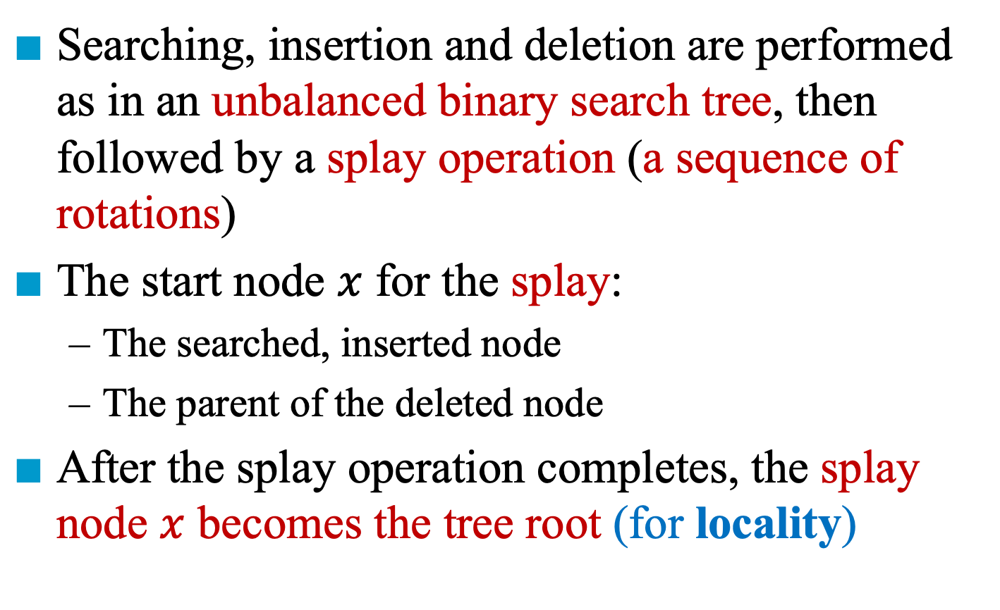 Searching, insertion and deletion are performed
as in an unbalanced binary search tree, then
followed by a splay operation (a sequence of
rotations)
The start node x for the splay:
– The searched, inserted node
– The parent of the deleted node
After the splay operation completes, the splay
node x becomes the tree root (for locality)